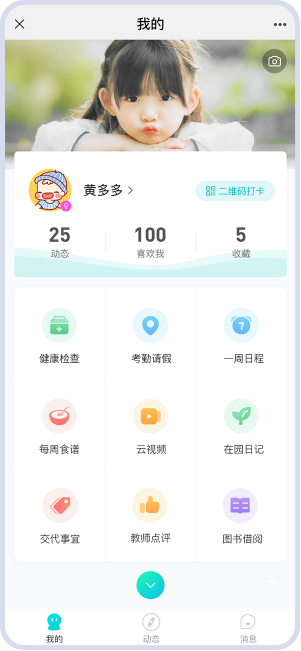 我的
黄多多
二维码打卡
25 100 5
动态 喜欢我 收藏
健康检查 考勤请假 一周日程
7
每周食谱 云视频 在园日记
交代事宜 教师点评 图书借阅
我的 动态 消息